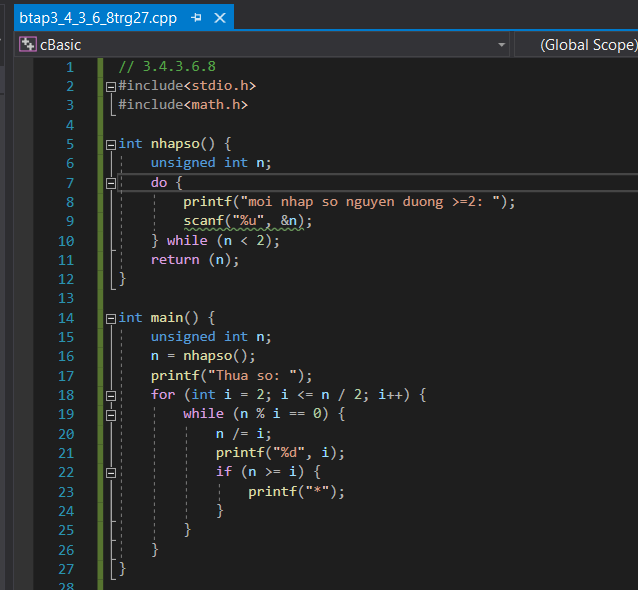 btap3_4_3_6_8trg27.cpp
cBasic (Global Scope)
1 // 3.4.3.6.8
2 #include<stdio.h>
3 #include<math.h>
4
5 int nhapso() {
6 unsigned int n;
7 do {
8 printf("moi nhap so nguyen duong >=2: ");
9 scanf("%u", &n);
10 } while (n < 2);
11 return (n);
12 }
13
14 int main() {
15 unsigned int n;
16 n = nhapso();
17 printf("Thua so: ");
18 for (int i = 2; i <= n / 2; i++) {
19 while (n % i == 0) {
20 n /= i;
21 printf("%d", i);
22 if (n >= i) {
23 printf("*");
24 }
25 }
26 }
27 }
28